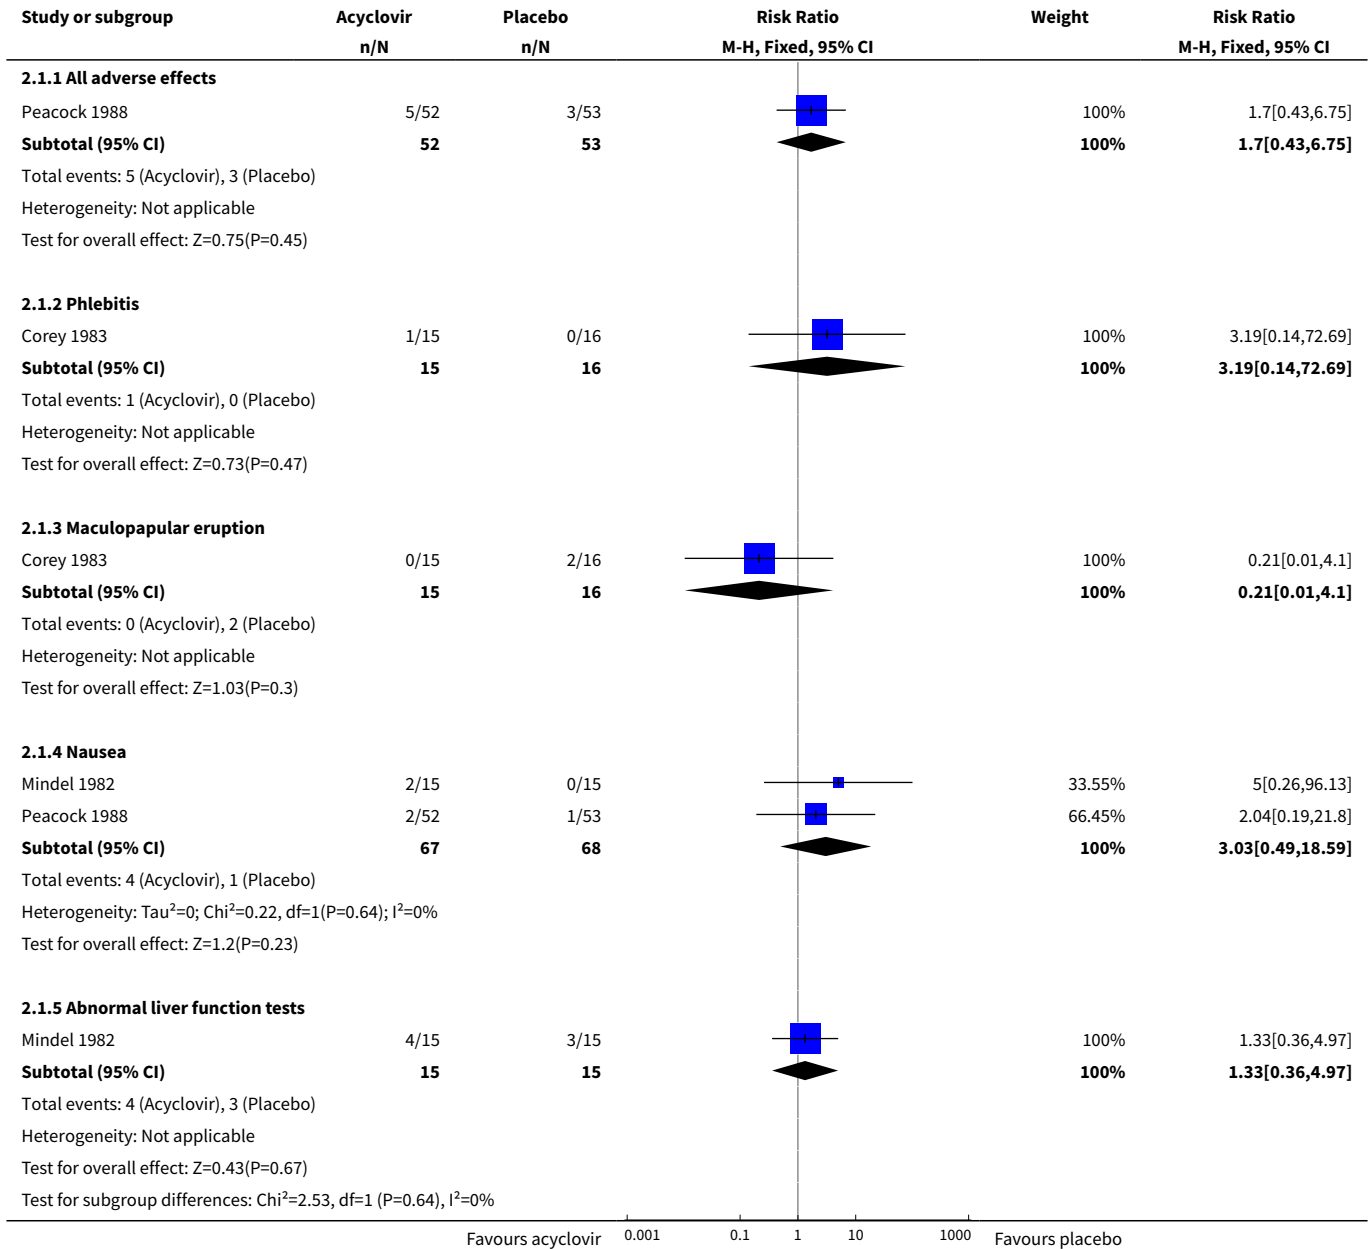 Study or subgroup Acyclovir Placebo Risk Ratio Weight Risk Ratio
n/N n/N M-H, Fixed, 95% CI M-H, Fixed, 95% CI
2.1.1 All adverse effects
Peacock 1988 5/52 3/53 100% 1.7[0.43,6.75]
Subtotal (95% CI) 52 53 100% 1.7[0.43,6.75]
Total events: 5 (Acyclovir), 3 (Placebo)
Heterogeneity: Not applicable
Test for overall effect: Z=0.75(P=0.45)
2.1.2 Phlebitis
Corey 1983 1/15 0/16 100% 3.19[0.14,72.69]
Subtotal (95% CI) 15 16 100% 3.19[0.14,72.69]
Total events: 1 (Acyclovir), 0 (Placebo)
Heterogeneity: Not applicable
Test for overall effect: Z=0.73(P=0.47)
2.1.3 Maculopapular eruption
Corey 1983 0/15 2/16 100% 0.21[0.01,4.1]
Subtotal (95% CI) 15 16 100% 0.21[0.01,4.1]
Total events: 0 (Acyclovir), 2 (Placebo)
Heterogeneity: Not applicable
Test for overall effect: Z=1.03(P=0.3)
2.1.4 Nausea
Mindel 1982 2/15 0/15 33.55% 5[0.26,96.13]
Peacock 1988 2/52 1/53 66.45% 2.04[0.19,21.8]
Subtotal (95% CI) 67 68 100% 3.03[0.49,18.59]
Total events: 4 (Acyclovir), 1 (Placebo)
Heterogeneity: Tau²=0; Chi²=0.22, df=1(P=0.64); I²=0%
Test for overall effect: Z=1.2(P=0.23)
2.1.5 Abnormal liver function tests
Mindel 1982 4/15 3/15 100% 1.33[0.36,4.97]
Subtotal (95% CI) 15 15 100% 1.33[0.36,4.97]
Total events: 4 (Acyclovir), 3 (Placebo)
Heterogeneity: Not applicable
Test for overall effect: Z=0.43(P=0.67)
Test for subgroup differences: Chi²=2.53, df=1 (P=0.64), I²=0%
Favours acyclovir 0.001 0.1 1 10 1000 Favours placebo